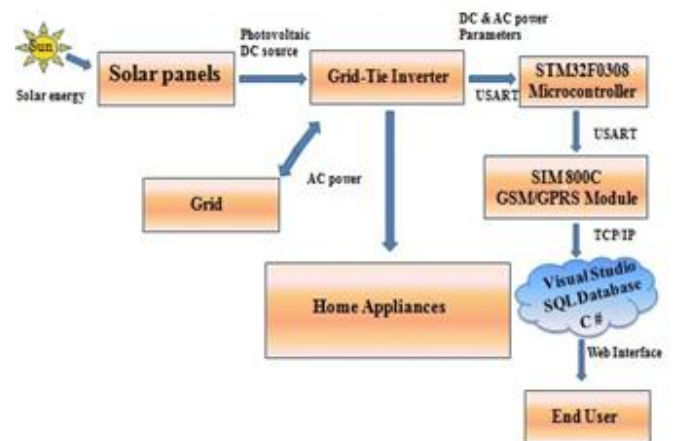 Sun
Solar energy
Solar panels
Photovoltaic
DC source
Grid-Tie Inverter
DC & AC power
Parameters
USART
STM32F0308
Microcontroller
USART
SIM 800C
GSM/GPRS Module
TCP/IP
Visual Studio
SQL Database
C #
Web Interface
End User
AC power
Grid
Home Appliances